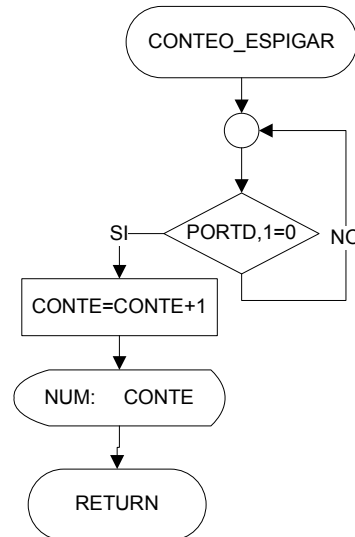 CONTEO_ESPIGAR
PORTD,1=0
SI
NO
CONTE=CONTE+1
NUM: CONTE
RETURN